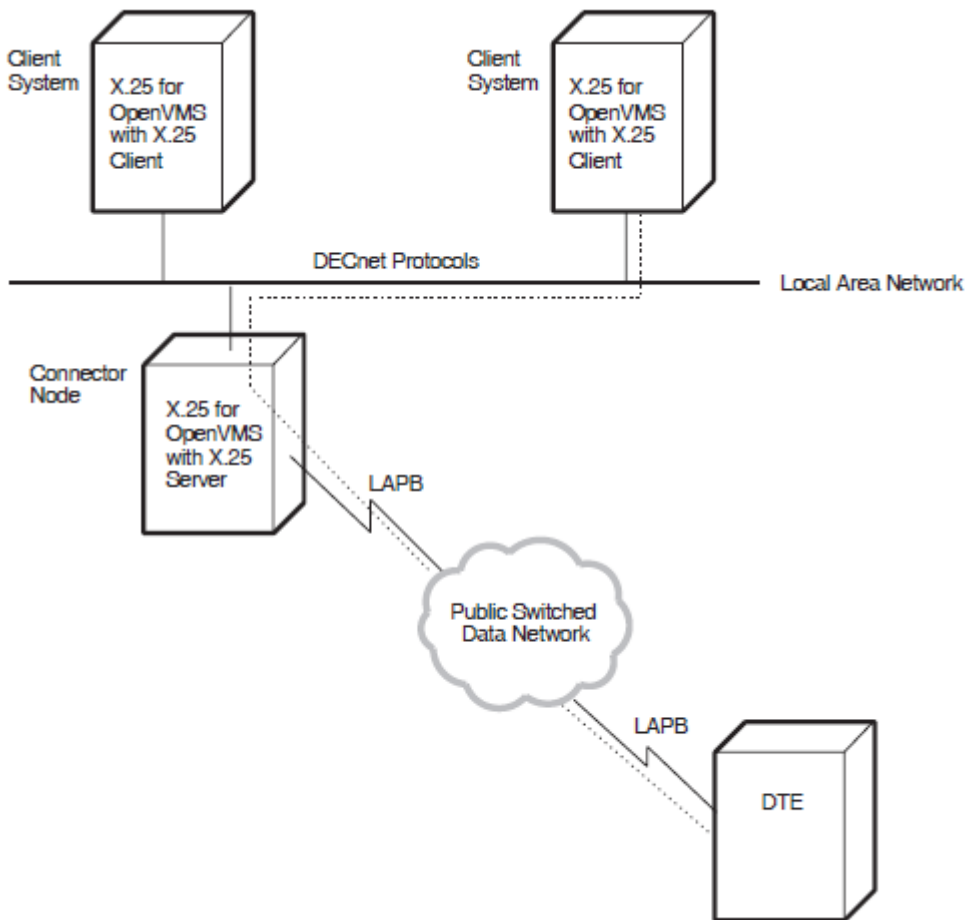 Client
System
X.25 for
OpenVMS
with X.25
Client
Client
System
X.25 for
OpenVMS
with X.25
Client
DECnet Protocols
Local Area Network
Connector
Node
X.25 for
OpenVMS
with X.25
Server
LAPB
Public Switched
Data Network
LAPB
DTE